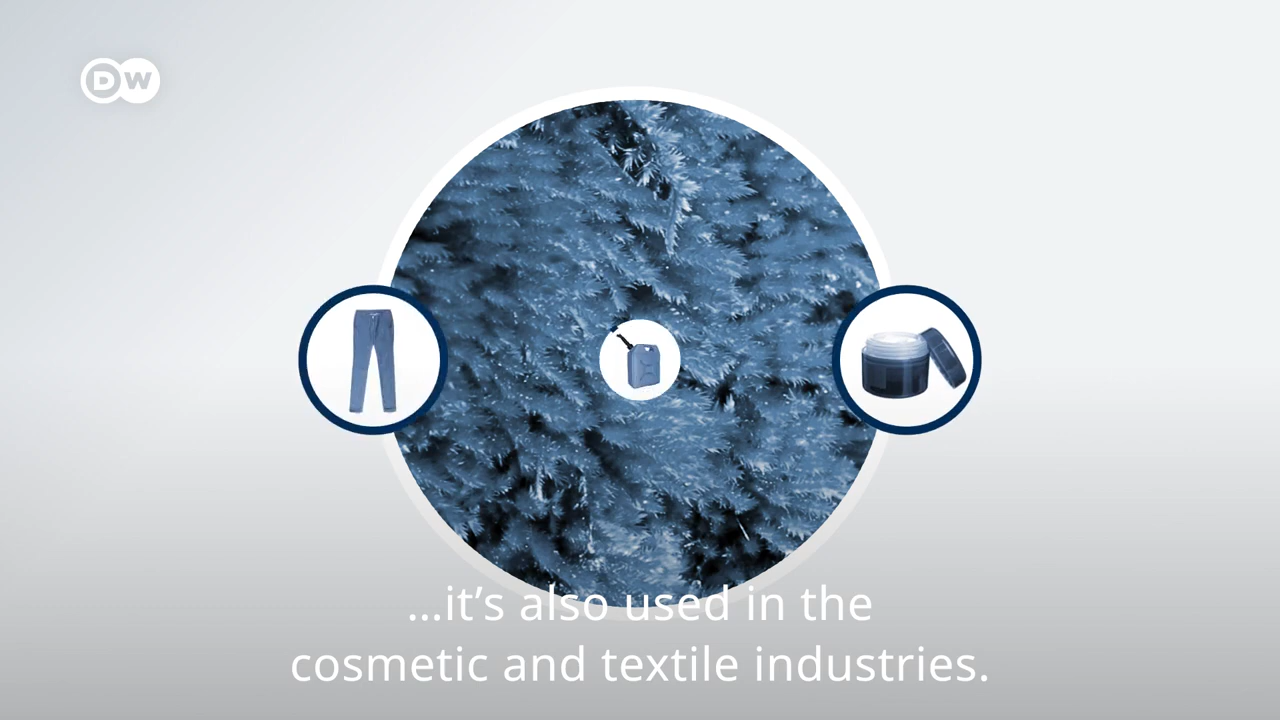 DW
...it's also used in the
cosmetic and textile industries.